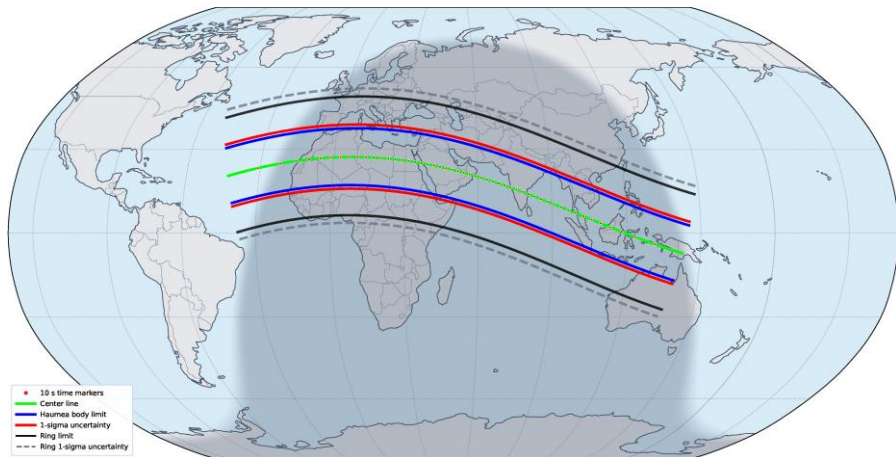 10 s time markers
Center line
Haumea body limit
1-sigma uncertainty
Ring limit
Ring 1-sigma uncertainty